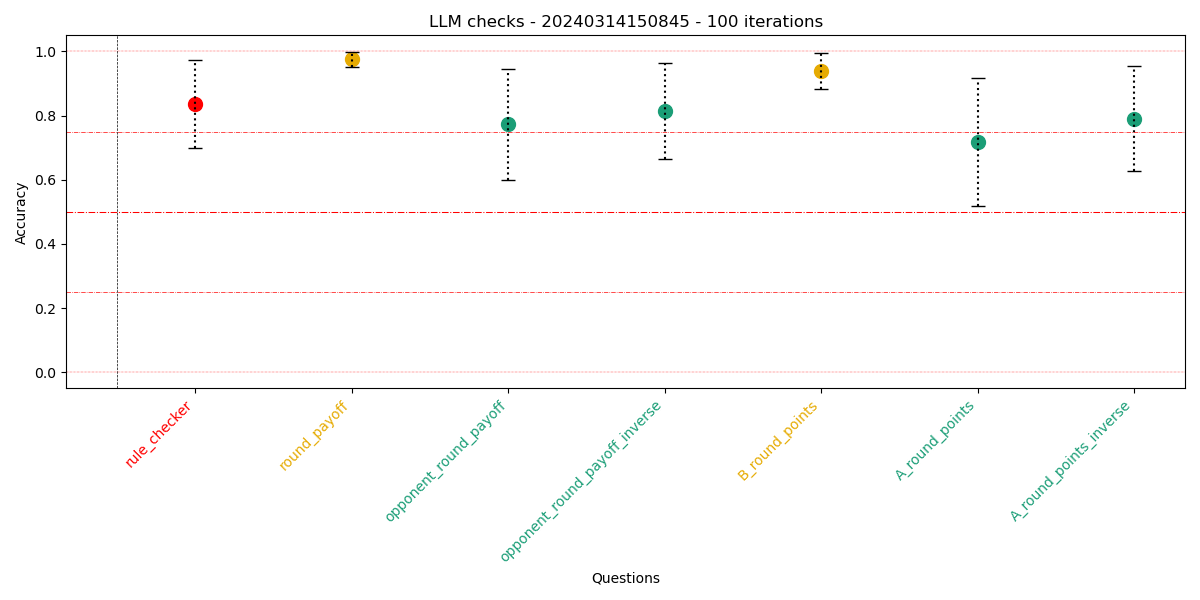 LLM checks - 20240314150845 - 100 iterations
Accuracy
1.0
0.8
0.6
0.4
0.2
0.0
rule_checker
round_payoff
opponent_round_payoff
opponent_round_payoff_inverse
B_round_points
A_round_points
A_round_points_inverse
Questions